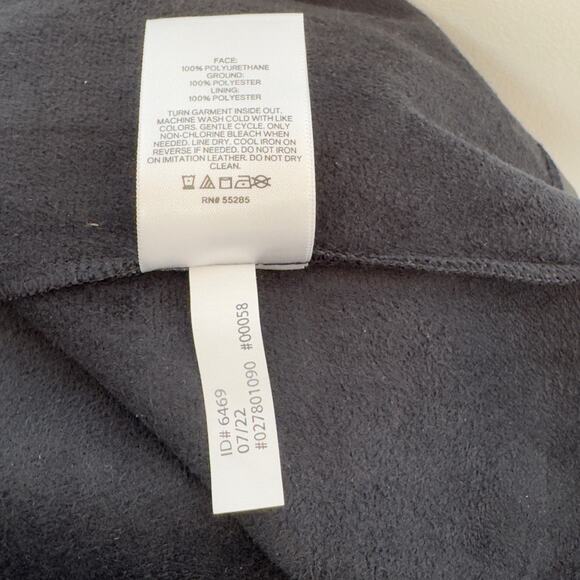 FACE:
100% POLYURETHANE
GROUND:
100% POLYESTER
LINING:
100% POLYESTER
TURN GARMENT INSIDE OUT,
MACHINE WASH COLD WITH LIKE
COLORS. GENTLE CYCLE. ONLY
NON-CHLORINE BLEACH WHEN
NEEDED. LINE DRY. COOL IRON ON
REVERSE IF NEEDED. DO NOT IRON
ON IMITATION LEATHER. DO NOT DRY
CLEAN.
RN# 55285
ID# 6469
07/22
#027801090 #00058